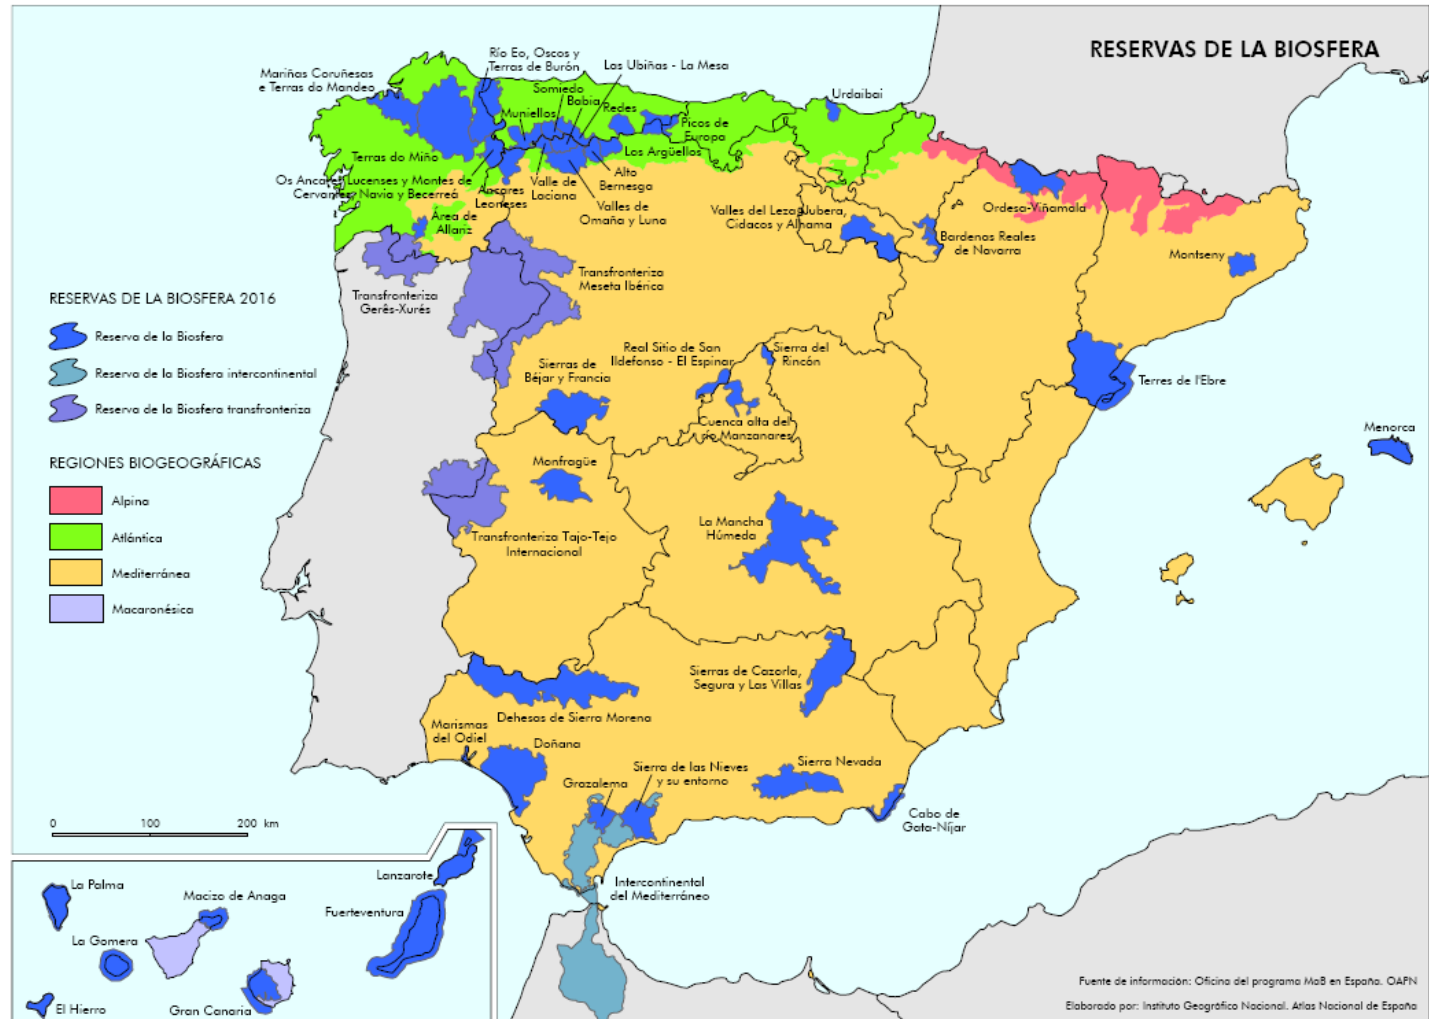 RESERVAS DE LA BIOSFERA
Río Eo, Oscos y
Terras de Burón
Las Ubiñas - La Mesa
Mariñas Coruñesas
e Terras do Mandeo
Somiedo
Babia
Redes
Muniellos
Urdaibai
Picos de
Europa
Terras do Miño
Los Argüellos
Os Ancares Lucenses y Montes de
Cervantes, Navia y Becerreó
Ancares
Leoneses
Valle de
Laciana
Alto
Bernesga
Valles de
Omaña y Luna
Área de
Allariz
Valles del Leza, Jubera,
Cidacos y Alhama
Ordesa-Viñamala
Bardenas Reales
de Navarra
Montseny
Transfronteriza
Meseta Ibérica
Transfronteriza
Gerês-Xurés
RESERVAS DE LA BIOSFERA 2016
Reserva de la Biosfera
Reserva de la Biosfera intercontinental
Reserva de la Biosfera transfronteriza
Real Sitio de San
Ildefonso - El Espinar
Sierra del
Rincón
Sierras de
Béjar y Francia
Terres de l'Ebre
Cuenca alta del
río Manzanares
Menorca
REGIONES BIOGEOGRÁFICAS
Alpina
Atlántica
Mediterránea
Macaronésica
Monfragüe
La Mancha
Húmeda
Transfronteriza Tajo-Tejo
Internacional
Sierras de Cazorla,
Segura y Las Villas
Dehesas de Sierra Morena
Marismas
del Odiel
Doñana
Sierra de las Nieves
y su entorno
Sierra Nevada
Grazalema
Cabo de
Gata-Níjar
0 100 200 km
Intercontinental
del Mediterráneo
La Palma
Macizo de Anaga
Lanzarote
Fuerteventura
La Gomera
El Hierro
Gran Canaria
Fuente de información: Oficina del programa MaB en España. OAPN
Elaborado por: Instituto Geográfico Nacional. Atlas Nacional de España